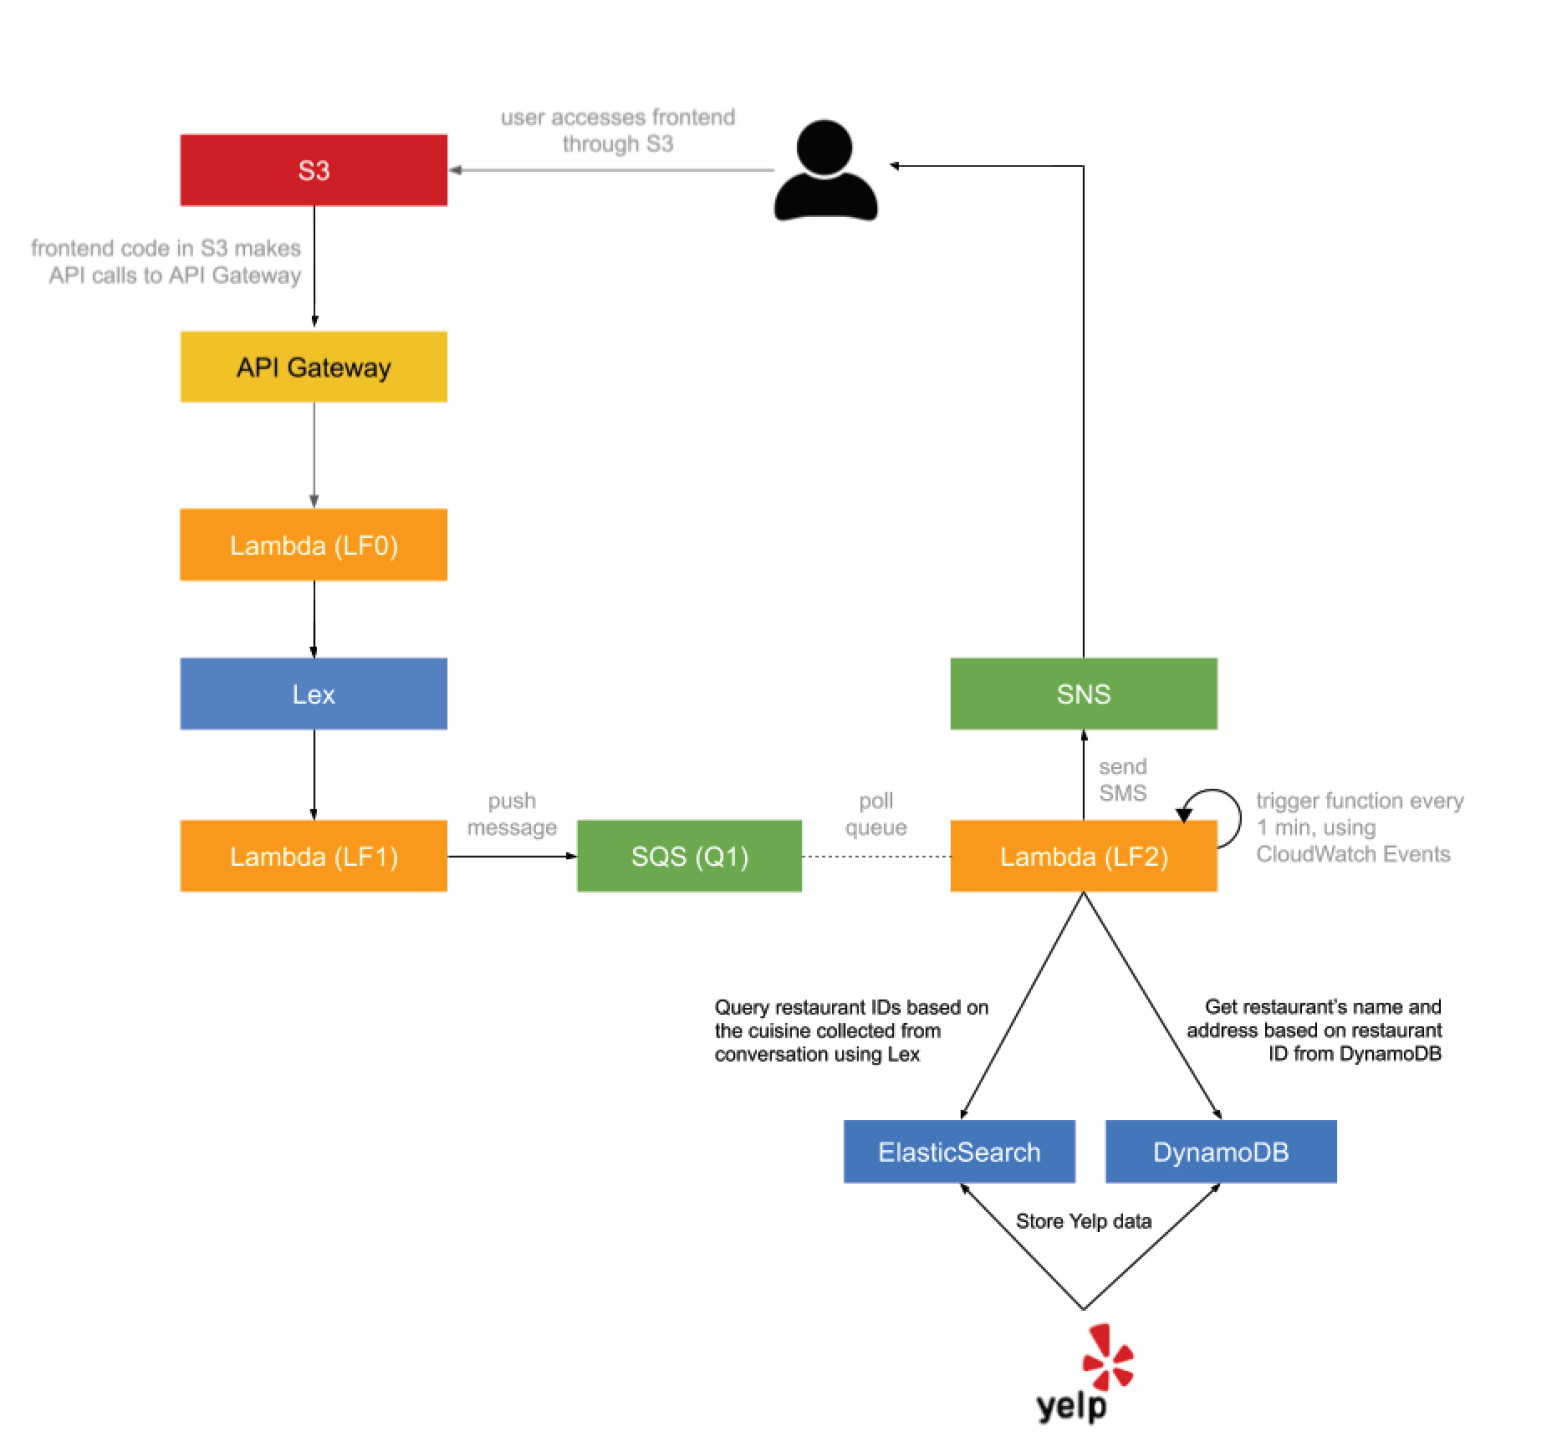 user accesses frontend
through S3
S3
frontend code in S3 makes
API calls to API Gateway
API Gateway
Lambda (LF0)
Lex
SNS
send
SMS
push
message
poll
queue
trigger function every
1 min, using
CloudWatch Events
Lambda (LF1)
SQS (Q1)
Lambda (LF2)
Query restaurant IDs based on
the cuisine collected from
conversation using Lex
Get restaurant's name and
address based on restaurant
ID from DynamoDB
ElasticSearch
DynamoDB
Store Yelp data
yelp